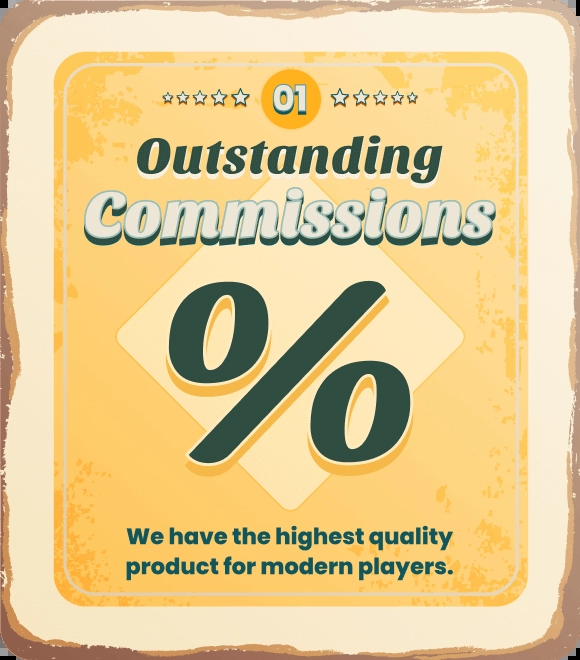 01
Outstanding
Commissions
%
We have the highest quality
product for modern players.